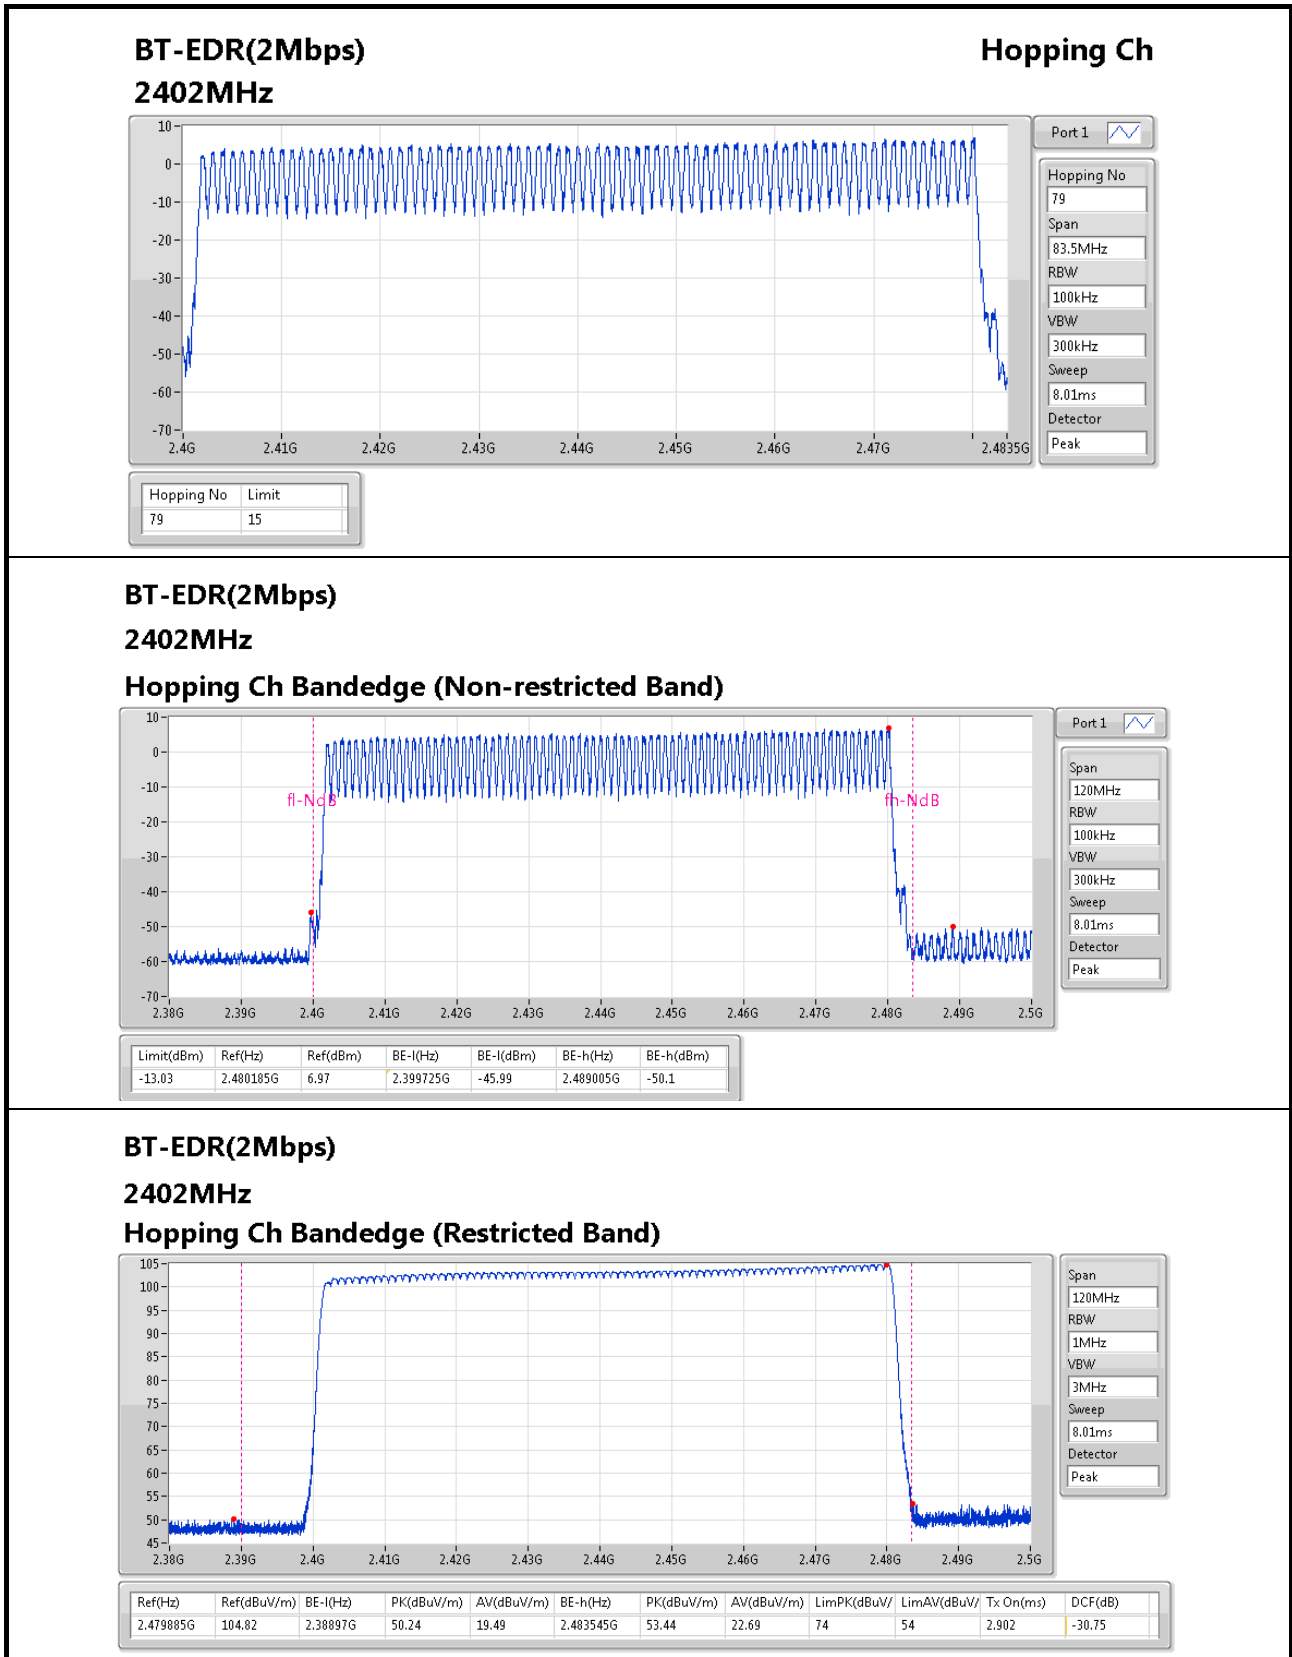 BT-EDR(2Mbps) Hopping Ch
2402MHz
Port 1
10
0
-10
-20
-30
-40
-50
-60
-70
2.4G 2.41G 2.42G 2.43G 2.44G 2.45G 2.46G 2.47G 2.4835G
Hopping No
79
Span
83.5MHz
RBW
100kHz
VBW
300kHz
Sweep
8.01ms
Detector
Peak
Hopping No Limit
79 15
BT-EDR(2Mbps)
2402MHz
Hopping Ch Bandedge (Non-restricted Band)
Port 1
10
0
-10
-20
-30
-40
-50
-60
-70
fl-NdB fh-NdB
2.38G 2.39G 2.4G 2.41G 2.42G 2.43G 2.44G 2.45G 2.46G 2.47G 2.48G 2.49G 2.5G
Span
120MHz
RBW
100kHz
VBW
300kHz
Sweep
8.01ms
Detector
Peak
Limit(dBm) Ref(Hz) Ref(dBm) BE-l(Hz) BE-l(dBm) BE-h(Hz) BE-h(dBm)
-13.03 2.480185G 6.97 2.399725G -45.99 2.489005G -50.1
BT-EDR(2Mbps)
2402MHz
Hopping Ch Bandedge (Restricted Band)
105
100
95
90
85
80
75
70
65
60
55
50
45
2.38G 2.39G 2.4G 2.41G 2.42G 2.43G 2.44G 2.45G 2.46G 2.47G 2.48G 2.49G 2.5G
Span
120MHz
RBW
1MHz
VBW
3MHz
Sweep
8.01ms
Detector
Peak
Ref(Hz) Ref(dBuV/m) BE-l(Hz) PK(dBuV/m) AV(dBuV/m) BE-h(Hz) PK(dBuV/m) AV(dBuV/m) LimPK(dBuV/ LimAV(dBuV/ Tx On(ms) DCF(dB)
2.479885G 104.82 2.38897G 50.24 19.49 2.483545G 53.44 22.69 74 54 2.902 -30.75